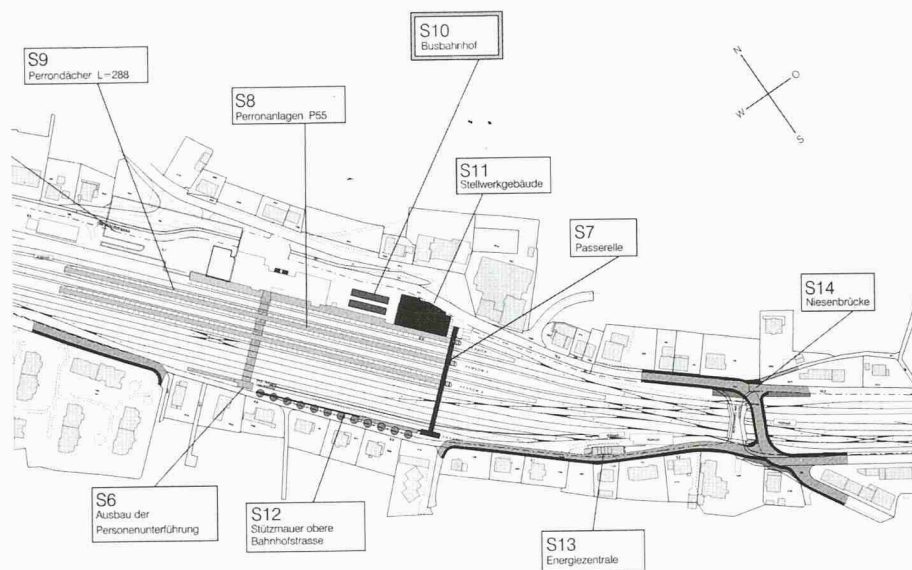 S10
Busbahnhof
S9
Perrondächer L-288
S8
Perronanlagen P55
N
O
W
S
S11
Stellwerkgebäude
S7
Passerelle
S14
Niesenbrücke
S6
Ausbau der
Personenunterführung
S12
Stützmauer obere
Bahnhofstrasse
S13
Energiezentrale